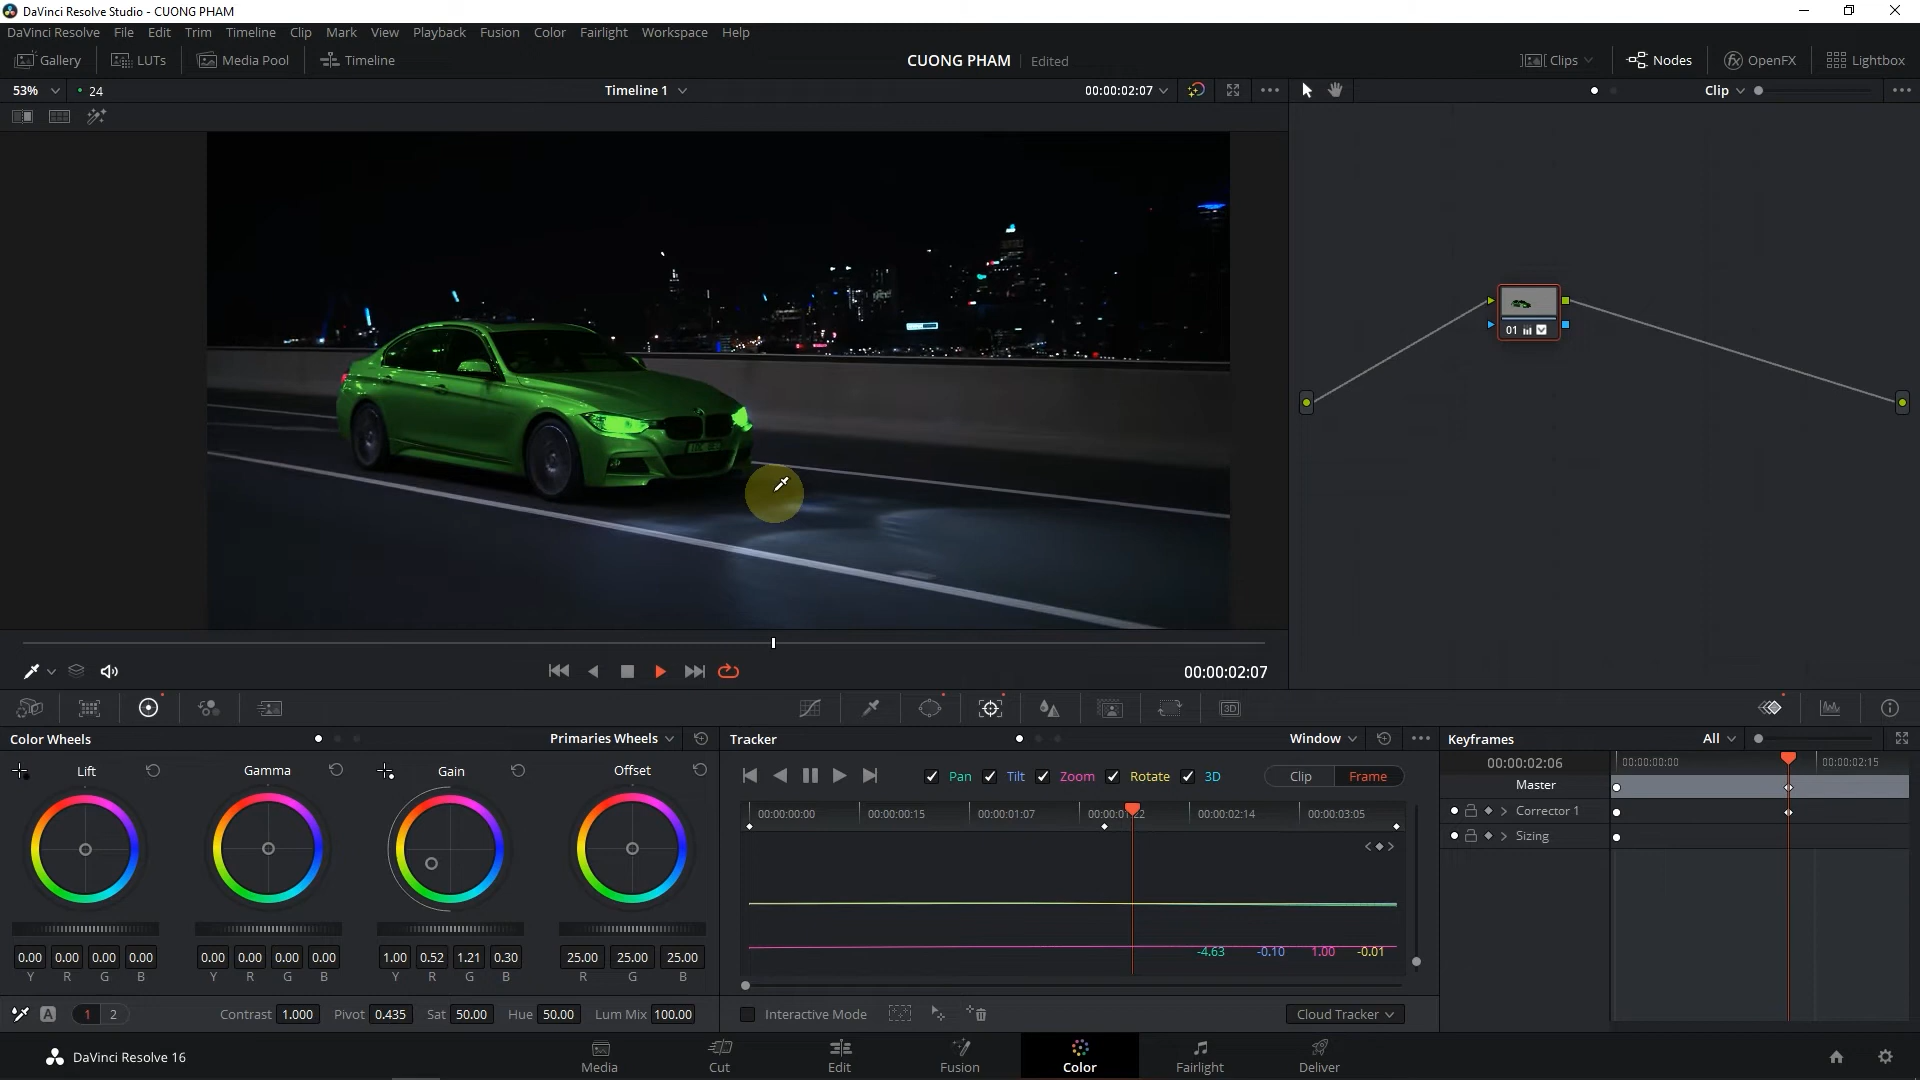 DaVinci Resolve Studio - CUONG PHAM
DaVinci Resolve File Edit Trim Timeline Clip Mark View Playback Fusion Color Fairlight Workspace Help
Gallery LUTs Media Pool Timeline CUONG PHAM Edited Clips Nodes OpenFX Lightbox
53% 24 Timeline 1 00:00:02:07 Clip
01
00:00:02:07
3D
Color Wheels Primaries Wheels Tracker Window Keyframes All
Lift Gamma Gain Offset
Pan Tilt Zoom Rotate 3D Clip Frame
00:00:02:06 00:00:00:00 00:00:02:15
Master
Corrector 1
Sizing
00:00:00:00 00:00:00:15 00:00:01:07 00:00:01:22 00:00:02:14 00:00:03:05
-4.63 -0.10 1.00 -0.01
0.00 0.00 0.00 0.00 0.00 0.00 0.00 0.00 1.00 0.52 1.21 0.30 25.00 25.00 25.00
Y R G B Y R G B Y R G B R G B
A 1 2 Contrast 1.000 Pivot 0.435 Sat 50.00 Hue 50.00 Lum Mix 100.00
Interactive Mode Cloud Tracker
DaVinci Resolve 16
Media Cut Edit Fusion Color Fairlight Deliver